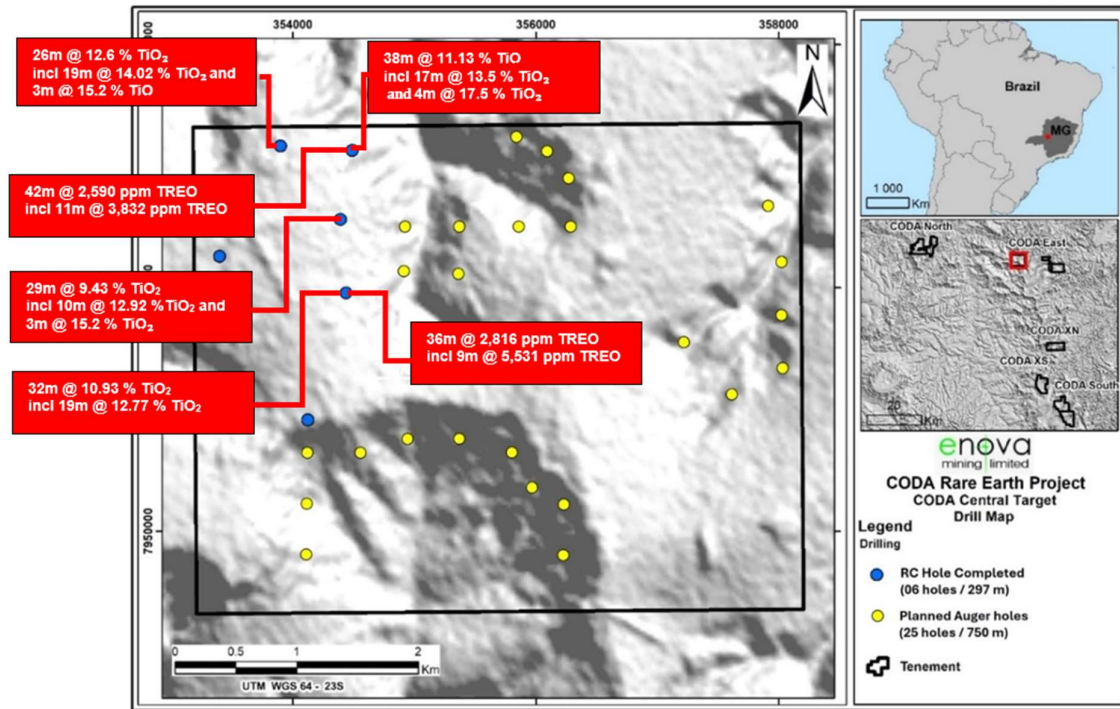 354000
356000
358000
26m @ 12.6 % TiO₂
incl 19m @ 14.02 % TiO₂ and
3m @ 15.2 % TiO
38m @ 11.13 % TiO
incl 17m @ 13.5 % TiO₂
and 4m @ 17.5 % TiO₂
N
42m @ 2,590 ppm TREO
incl 11m @ 3,832 ppm TREO
29m @ 9.43 % TiO₂
incl 10m @ 12.92 %TiO₂ and
3m @ 15.2 % TiO₂
36m @ 2,816 ppm TREO
incl 9m @ 5,531 ppm TREO
32m @ 10.93 % TiO₂
incl 19m @ 12.77 % TiO₂
7950000
0 0.5 1 2
Km
UTM WGS 64 - 23S
Brazil
MG
1 000
Km
CODA North
CODA East
CODA XN
CODA XS
CODA South
20
Km
enova
mining limited
CODA Rare Earth Project
CODA Central Target
Drill Map
Legend
Drilling
RC Hole Completed
(06 holes / 297 m)
Planned Auger holes
(25 holes / 750 m)
Tenement